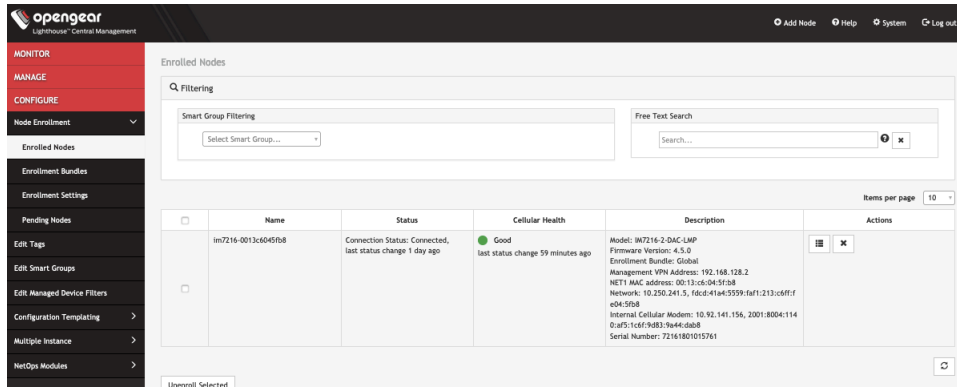 opengear
Lighthouse™ Central Management
Add Node
Help
System
Log out
MONITOR
MANAGE
CONFIGURE
Node Enrollment
Enrolled Nodes
Enrollment Bundles
Enrollment Settings
Pending Nodes
Edit Tags
Edit Smart Groups
Edit Managed Device Filters
Configuration Templating
Multiple Instance
NetOps Modules
Enrolled Nodes
Filtering
Smart Group Filtering
Select Smart Group...
Free Text Search
Search...
Items per page 10
Name Status Cellular Health Description Actions
im7216-0013c6045fb8
Connection Status: Connected,
last status change 1 day ago
Good
last status change 59 minutes ago
Model: IM7216-2-DAC-LMP
Firmware Version: 4.5.0
Enrollment Bundle: Global
Management VPN Address: 192.168.128.2
NET1 MAC address: 00:13:c6:04:5f:b8
Network: 10.250.241.5, fdcd:41a4:5559:faf1:213:c6ff:f
e04:5fb8
Internal Cellular Modem: 10.92.141.156, 2001:8004:114
0:af5:1c6f:9d83:9a44:dab8
Serial Number: 72161801015761
Unenroll Selected